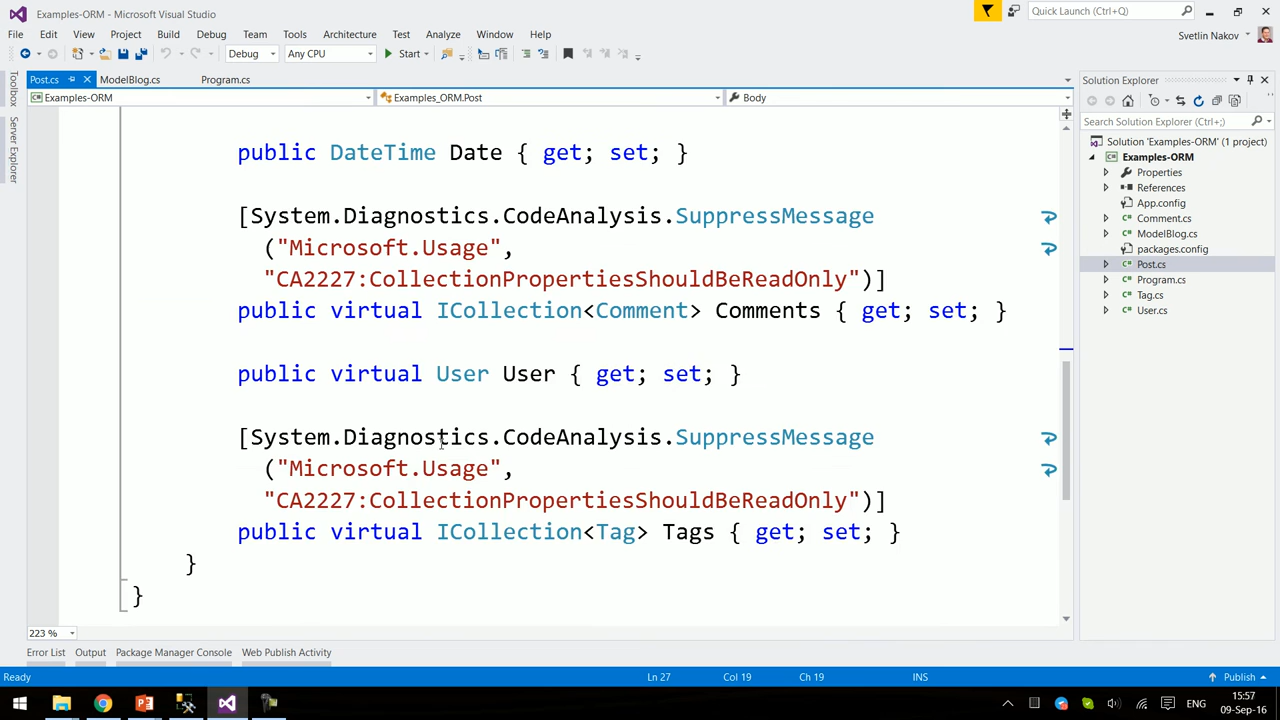 Examples-ORM - Microsoft Visual Studio
Quick Launch (Ctrl+Q)
File Edit View Project Build Debug Team Tools Architecture Test Analyze Window Help
Svetlin Nakov
Debug Any CPU Start
Post.cs ModelBlog.cs Program.cs
Examples-ORM Examples_ORM.Post Body
public DateTime Date { get; set; }
[System.Diagnostics.CodeAnalysis.SuppressMessage
("Microsoft.Usage",
"CA2227:CollectionPropertiesShouldBeReadOnly")]
public virtual ICollection<Comment> Comments { get; set; }
public virtual User User { get; set; }
[System.Diagnostics.CodeAnalysis.SuppressMessage
("Microsoft.Usage",
"CA2227:CollectionPropertiesShouldBeReadOnly")]
public virtual ICollection<Tag> Tags { get; set; }
}
}
223 %
Toolbox
Server Explorer
Solution Explorer
Search Solution Explorer (Ctrl+;)
Solution 'Examples-ORM' (1 project)
Examples-ORM
Properties
References
App.config
Comment.cs
ModelBlog.cs
packages.config
Post.cs
Program.cs
Tag.cs
User.cs
Error List Output Package Manager Console Web Publish Activity
Ready Ln 27 Col 19 Ch 19 INS Publish
ENG
15:57
09-Sep-16